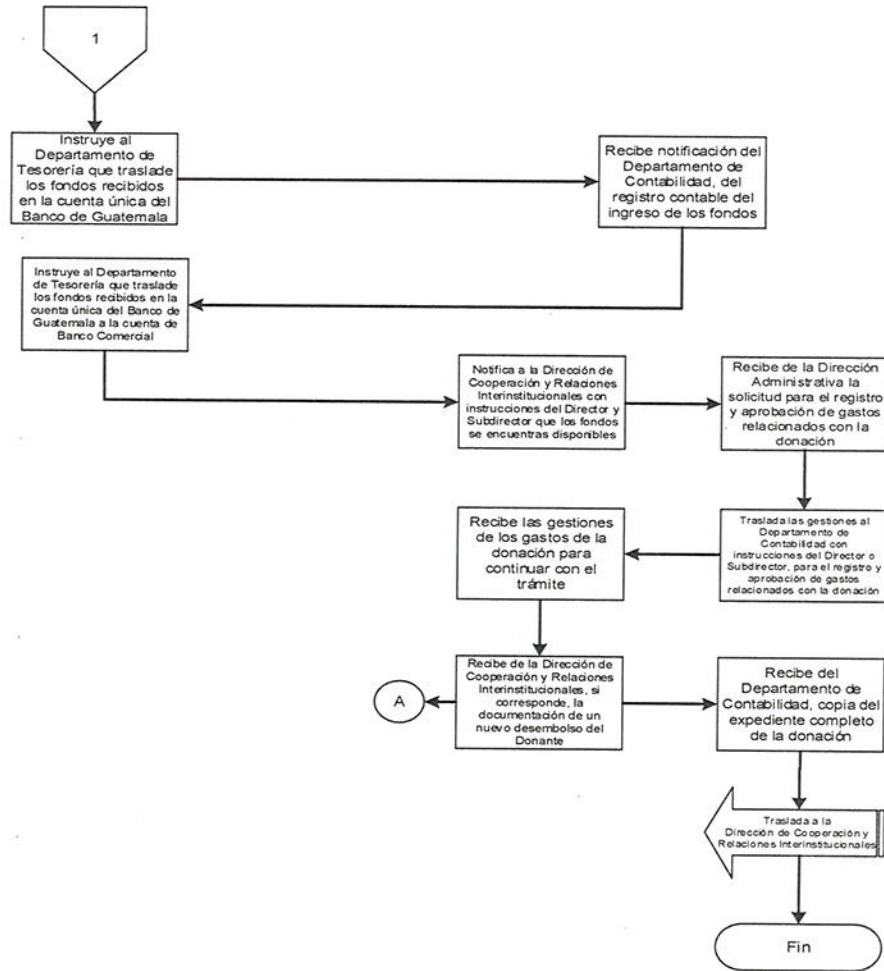 1
Instruye al
Departamento de
Tesorería que traslade
los fondos recibidos
en la cuenta única del
Banco de Guatemala
Recibe notificación del
Departamento de
Contabilidad, del
registro contable del
ingreso de los fondos
Instruye al Departamento
de Tesorería que traslade
los fondos recibidos en la
cuenta única del Banco de
Guatemala a la cuenta de
Banco Comercial
Notifica a la Dirección de
Cooperación y Relaciones
Interinstitucionales con
instrucciones del Director y
Subdirector que los fondos
se encuentras disponibles
Recibe de la Dirección
Administrativa la
solicitud para el registro
y aprobación de gastos
relacionados con la
donación
Traslada las gestiones al
Departamento de
Contabilidad con
instrucciones del Director o
Subdirector, para el registro y
aprobación de gastos
relacionados con la donación
Recibe las gestiones
de los gastos de la
donación para
continuar con el
trámite
Recibe de la Dirección de
Cooperación y Relaciones
Interinstitucionales, si
corresponde, la
documentación de un
nuevo desembolso del
Donante
A
Recibe del
Departamento de
Contabilidad, copia del
expediente completo
de la donación
Traslada a la
Dirección de Cooperación y
Relaciones Interinstitucionales
Fin